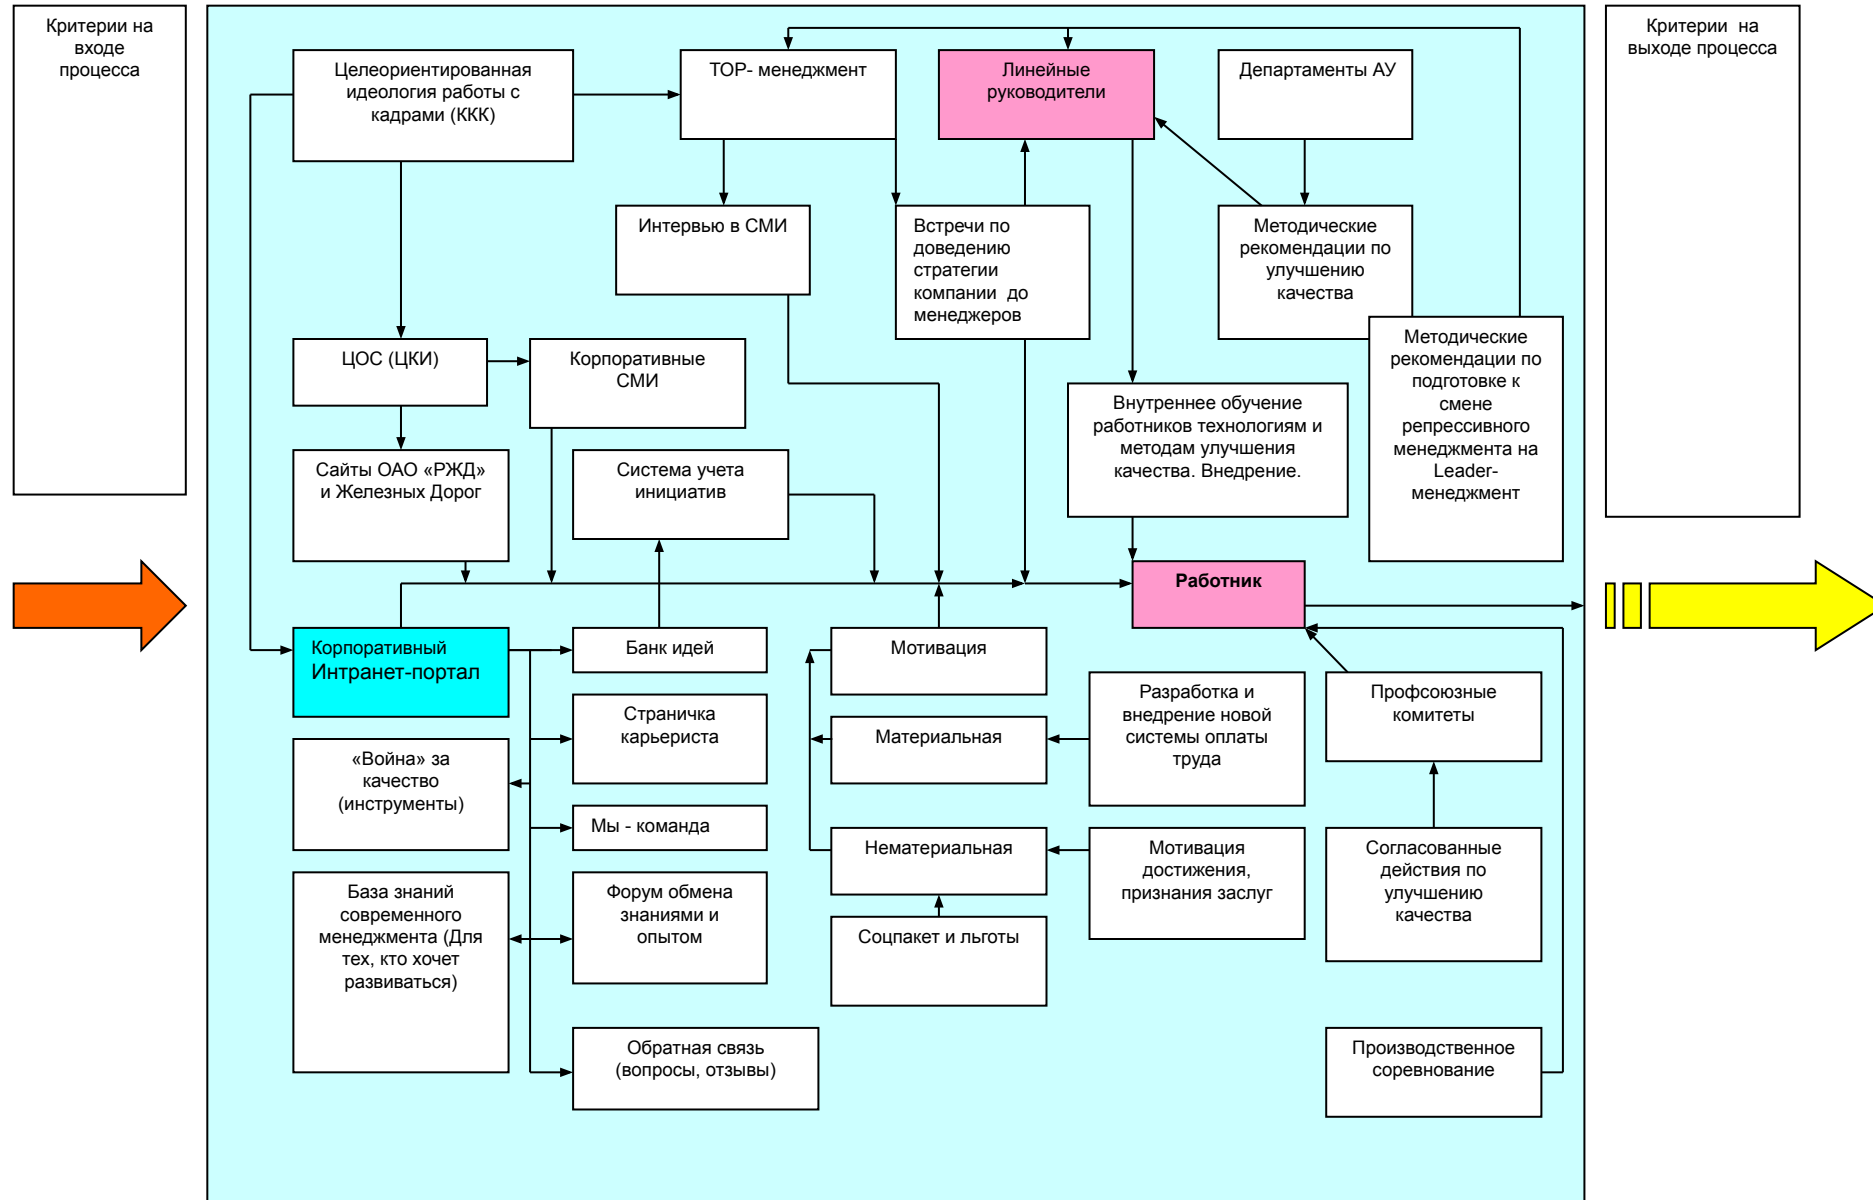 Критерии на
входе
процесса
Целеориентированная
идеология работы с
кадрами (ККК)
ТОР- менеджмент
Линейные
руководители
Департаменты АУ
Критерии  на
выходе процесса
Интервью в СМИ
Встречи по
доведению
стратегии
компании  до
менеджеров
Методические
рекомендации по
улучшению
качества
ЦОС (ЦКИ)
Корпоративные
СМИ
Методические
рекомендации по
подготовке к
смене
репрессивного
менеджмента на
Leader-
менеджмент
Внутреннее обучение
работников технологиям и
методам улучшения
качества. Внедрение.
Сайты ОАО «РЖД»
и Железных Дорог
Система учета
инициатив
Работник
Корпоративный
Интранет-портал
Банк идей
Мотивация
Страничка
карьериста
Материальная
Разработка и
внедрение новой
системы оплаты
труда
Профсоюзные
комитеты
«Война» за
качество
(инструменты)
Мы - команда
Нематериальная
Мотивация
достижения,
признания заслуг
Согласованные
действия по
улучшению
качества
База знаний
современного
менеджмента (Для
тех, кто хочет
развиваться)
Форум обмена
знаниями и
опытом
Соцпакет и льготы
Обратная связь
(вопросы, отзывы)
Производственное
соревнование